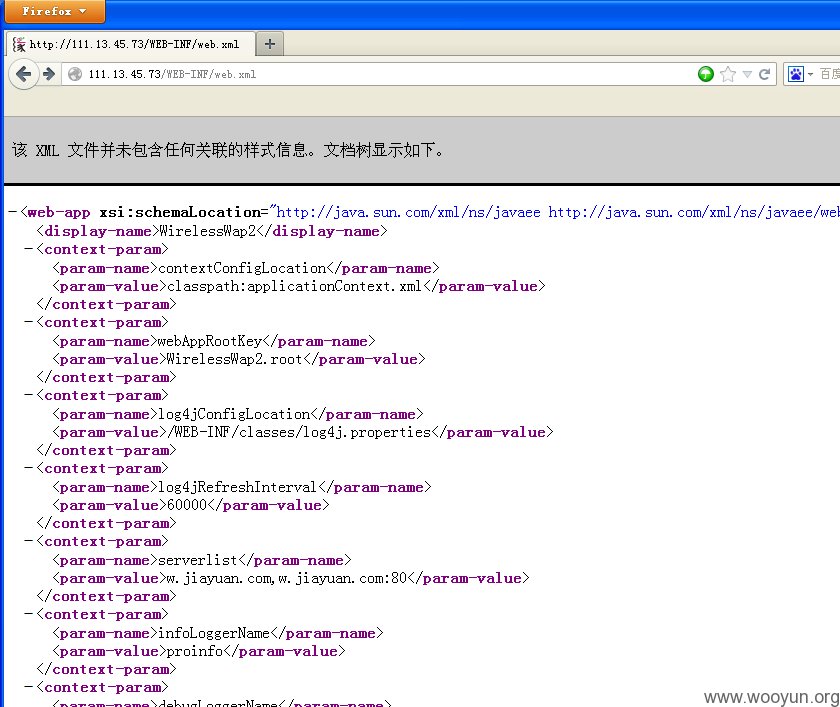 Firefox
http://111.13.45.73/WEB-INF/web.xml
111.13.45.73/WEB-INF/web.xml
百度
该 XML 文件并未包含任何关联的样式信息。文档树显示如下。
−<web-app xsi:schemaLocation="http://java.sun.com/xml/ns/javaee http://java.sun.com/xml/ns/javaee/web
<display-name>WirelessWap2</display-name>
−<context-param>
<param-name>contextConfigLocation</param-name>
<param-value>classpath:applicationContext.xml</param-value>
</context-param>
−<context-param>
<param-name>webAppRootKey</param-name>
<param-value>WirelessWap2.root</param-value>
</context-param>
−<context-param>
<param-name>log4jConfigLocation</param-name>
<param-value>/WEB-INF/classes/log4j.properties</param-value>
</context-param>
−<context-param>
<param-name>log4jRefreshInterval</param-name>
<param-value>60000</param-value>
</context-param>
−<context-param>
<param-name>serverlist</param-name>
<param-value>w.jiayuan.com,w.jiayuan.com:80</param-value>
</context-param>
−<context-param>
<param-name>infoLoggerName</param-name>
<param-value>proinfo</param-value>
</context-param>
−<context-param>
<param-name>debugLoggerName</param-name>
www.wooyun.org